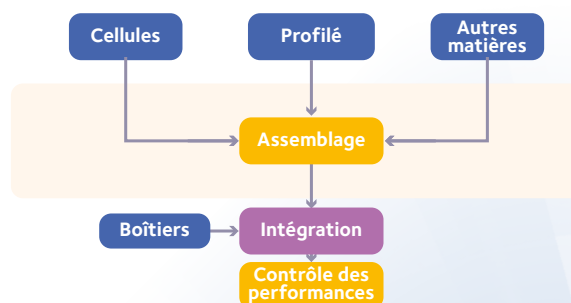 Cellules
Profilé
Autres
matières
Assemblage
Boîtiers
Intégration
Contrôle des
performances